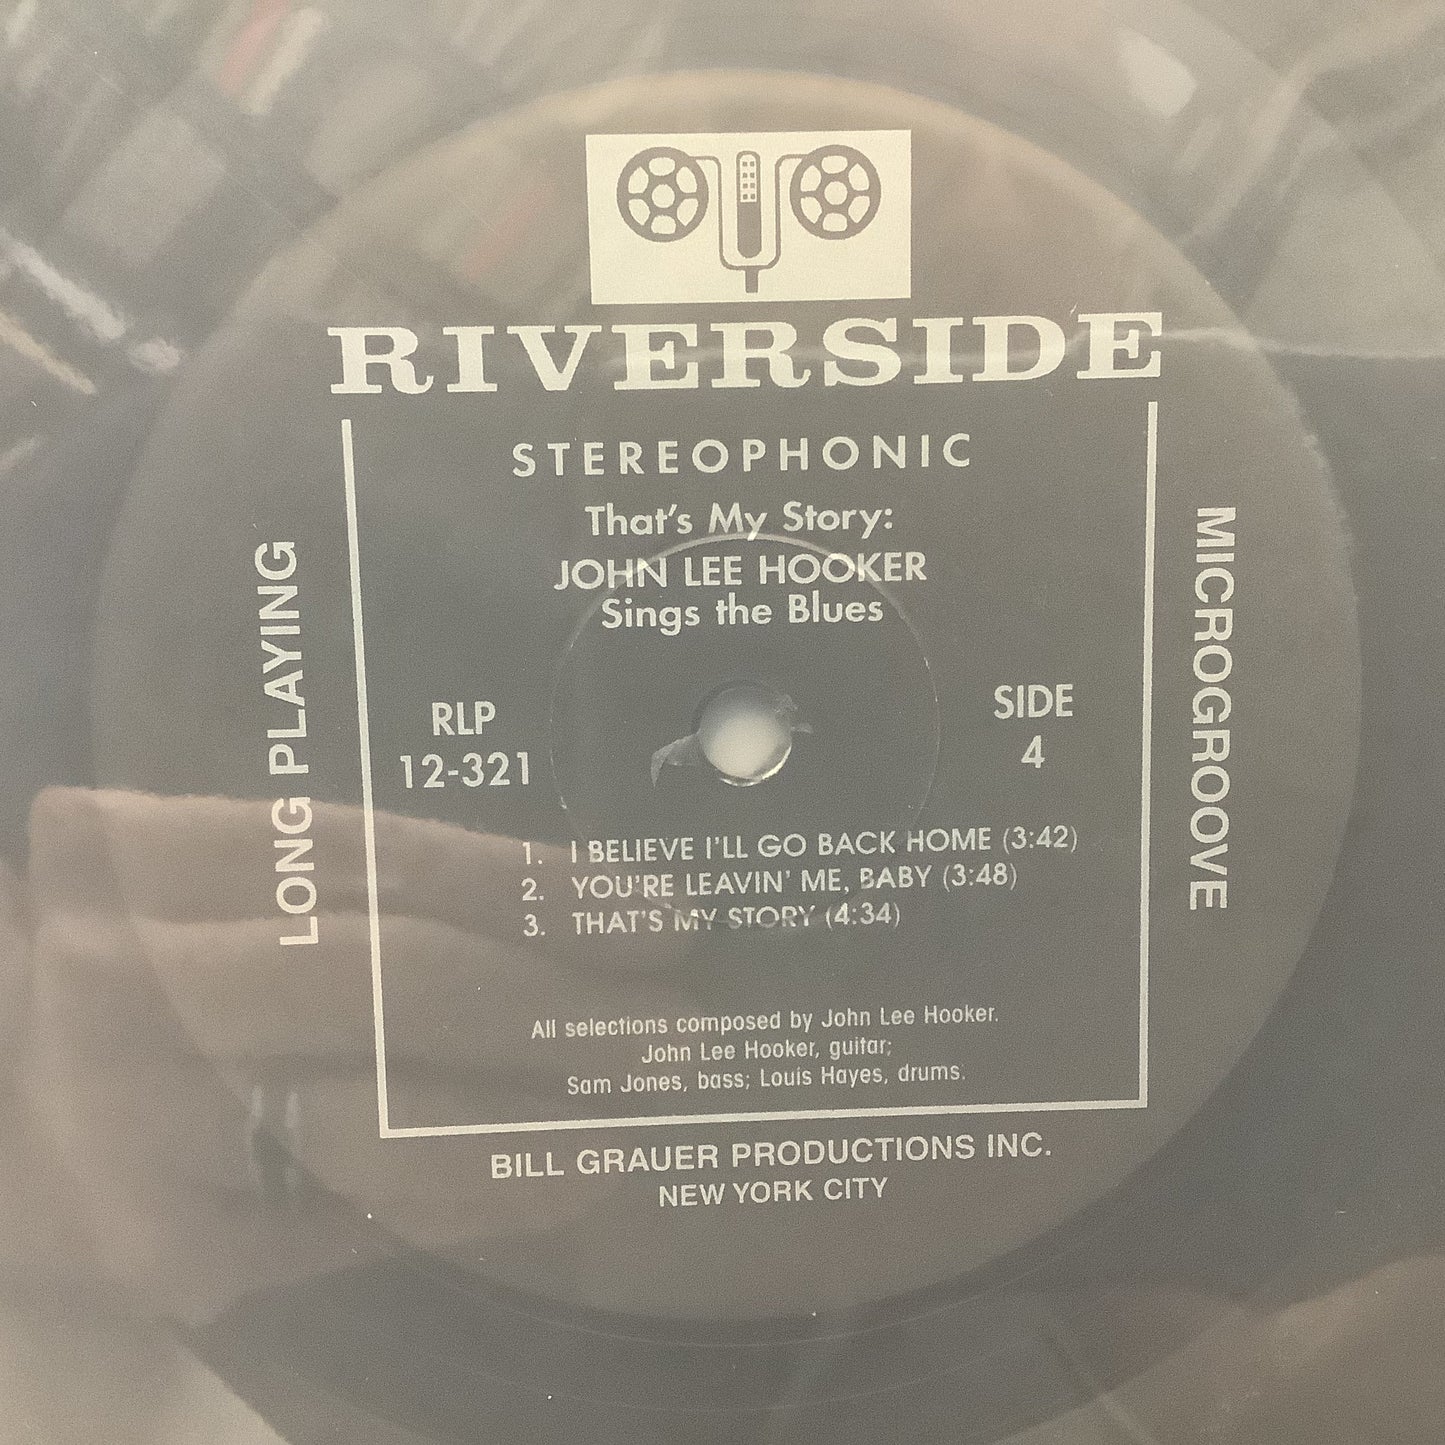 RIVERSIDE
STEREOPHONIC
That's My Story:
JOHN LEE HOOKER
Sings the Blues
LONG PLAYING
MICROGROOVE
RLP
12-321
SIDE
4
1. I BELIEVE I'LL GO BACK HOME (3:42)
2. YOU'RE LEAVIN' ME, BABY (3:48)
3. THAT'S MY STORY (4:34)
All selections composed by John Lee Hooker.
John Lee Hooker, guitar;
Sam Jones, bass; Louis Hayes, drums.
BILL GRAUER PRODUCTIONS INC.
NEW YORK CITY